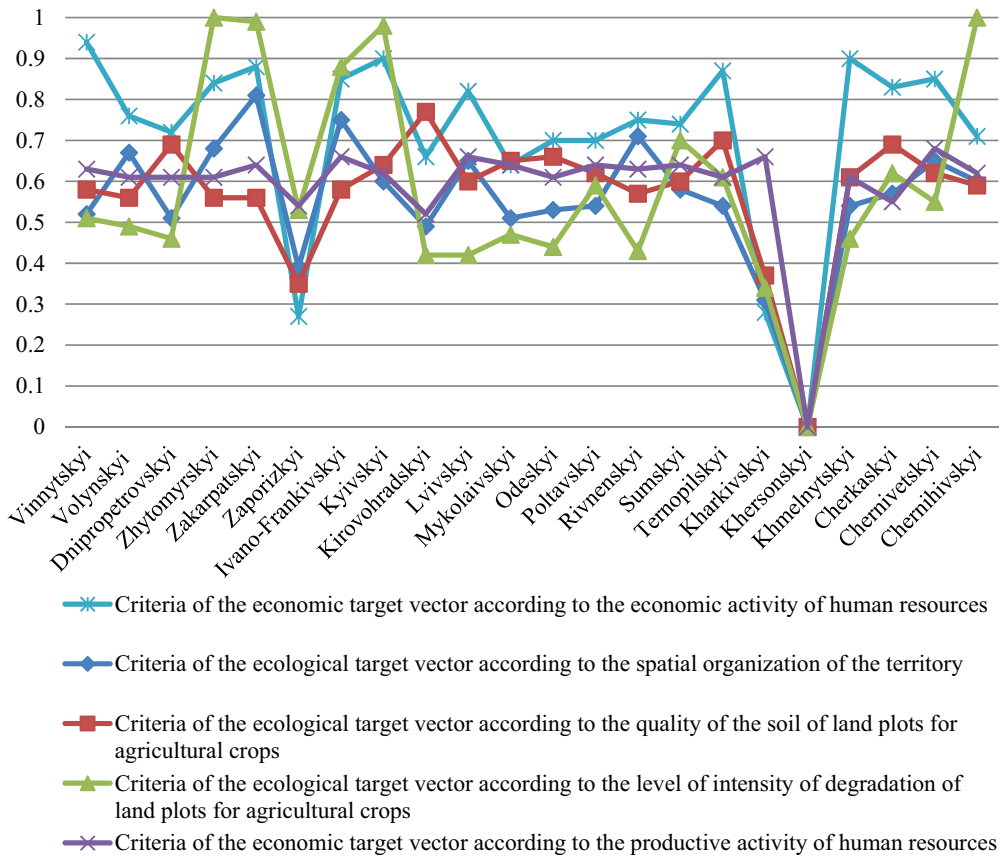 1
0.9
0.8
0.7
0.6
0.5
0.4
0.3
0.2
0.1
0
Vinnytskyi
Volynskyi
Dnipropetrovskyi
Zhytomyrskyi
Zakarpatskyi
Zaporizkyi
Ivano-Frankivskyi
Kyivskyi
Kirovohradskyi
Lvivskyi
Mykolaivskyi
Odeskyi
Poltavskyi
Rivnenskyi
Sumskyi
Ternopilskyi
Kharkivskyi
Khersonskyi
Khmelnytskyi
Cherkaskyi
Chernivetskyi
Chernihivskyi
Criteria of the economic target vector according to the economic activity of human resources
Criteria of the ecological target vector according to the spatial organization of the territory
Criteria of the ecological target vector according to the quality of the soil of land plots for
agricultural crops
Criteria of the ecological target vector according to the level of intensity of degradation of
land plots for agricultural crops
Criteria of the economic target vector according to the productive activity of human resources